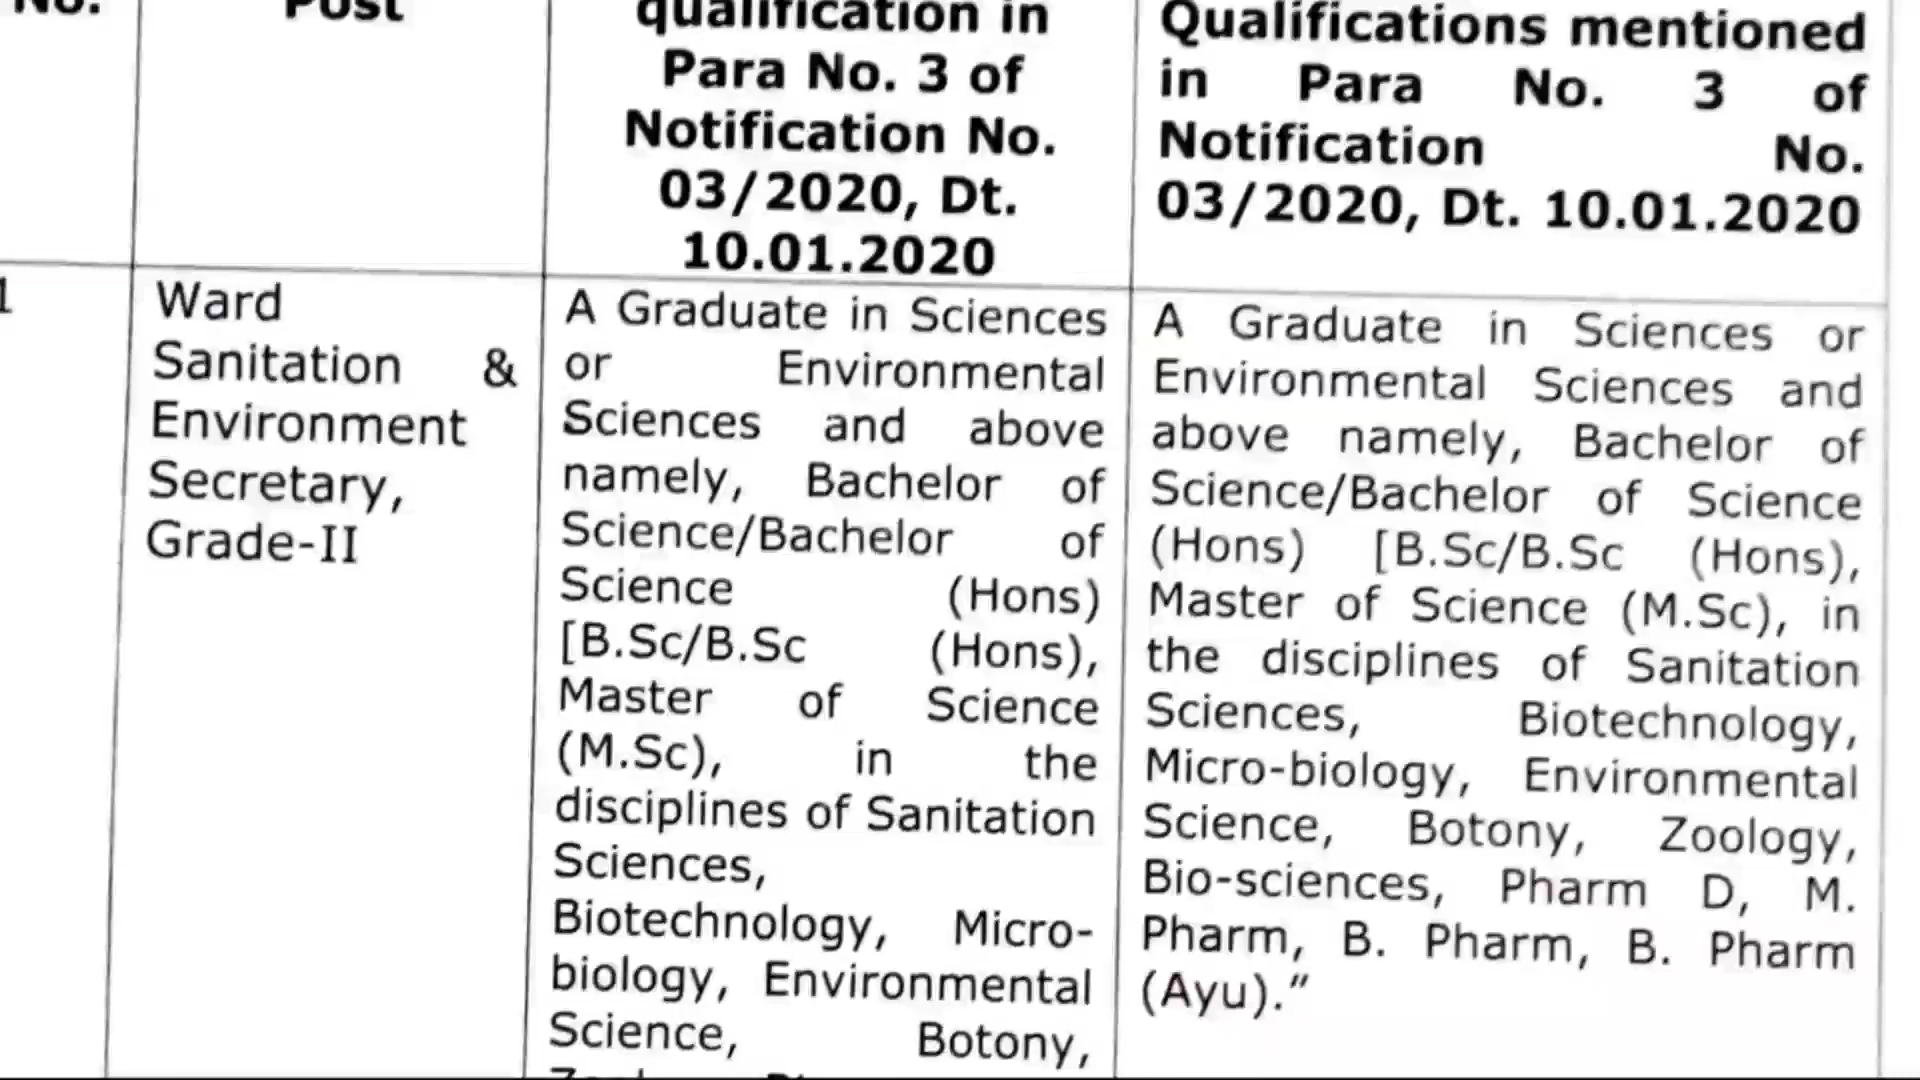 No.
Post
qualification in
Para No. 3 of
Notification No.
03/2020, Dt.
10.01.2020
Qualifications mentioned
in Para No. 3 of
Notification No.
03/2020, Dt. 10.01.2020
1
Ward
Sanitation &
Environment
Secretary,
Grade-II
A Graduate in Sciences
or Environmental
Sciences and above
namely, Bachelor of
Science/Bachelor of
Science (Hons)
[B.Sc/B.Sc (Hons),
Master of Science
(M.Sc), in the
disciplines of Sanitation
Sciences,
Biotechnology, Micro-
biology, Environmental
Science, Botony,
A Graduate in Sciences or
Environmental Sciences and
above namely, Bachelor of
Science/Bachelor of Science
(Hons) [B.Sc/B.Sc (Hons),
Master of Science (M.Sc), in
the disciplines of Sanitation
Sciences, Biotechnology,
Micro-biology, Environmental
Science, Botony, Zoology,
Bio-sciences, Pharm D, M.
Pharm, B. Pharm, B. Pharm
(Ayu).”